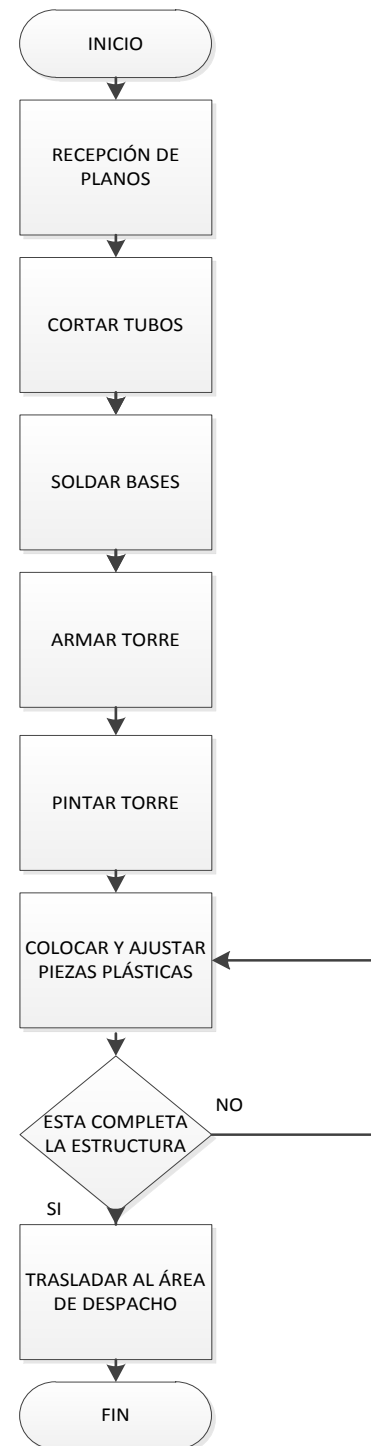 INICIO
RECEPCIÓN DE
PLANOS
CORTAR TUBOS
SOLDAR BASES
ARMAR TORRE
PINTAR TORRE
COLOCAR Y AJUSTAR
PIEZAS PLÁSTICAS
ESTA COMPLETA
LA ESTRUCTURA
NO
SI
TRASLADAR AL ÁREA
DE DESPACHO
FIN